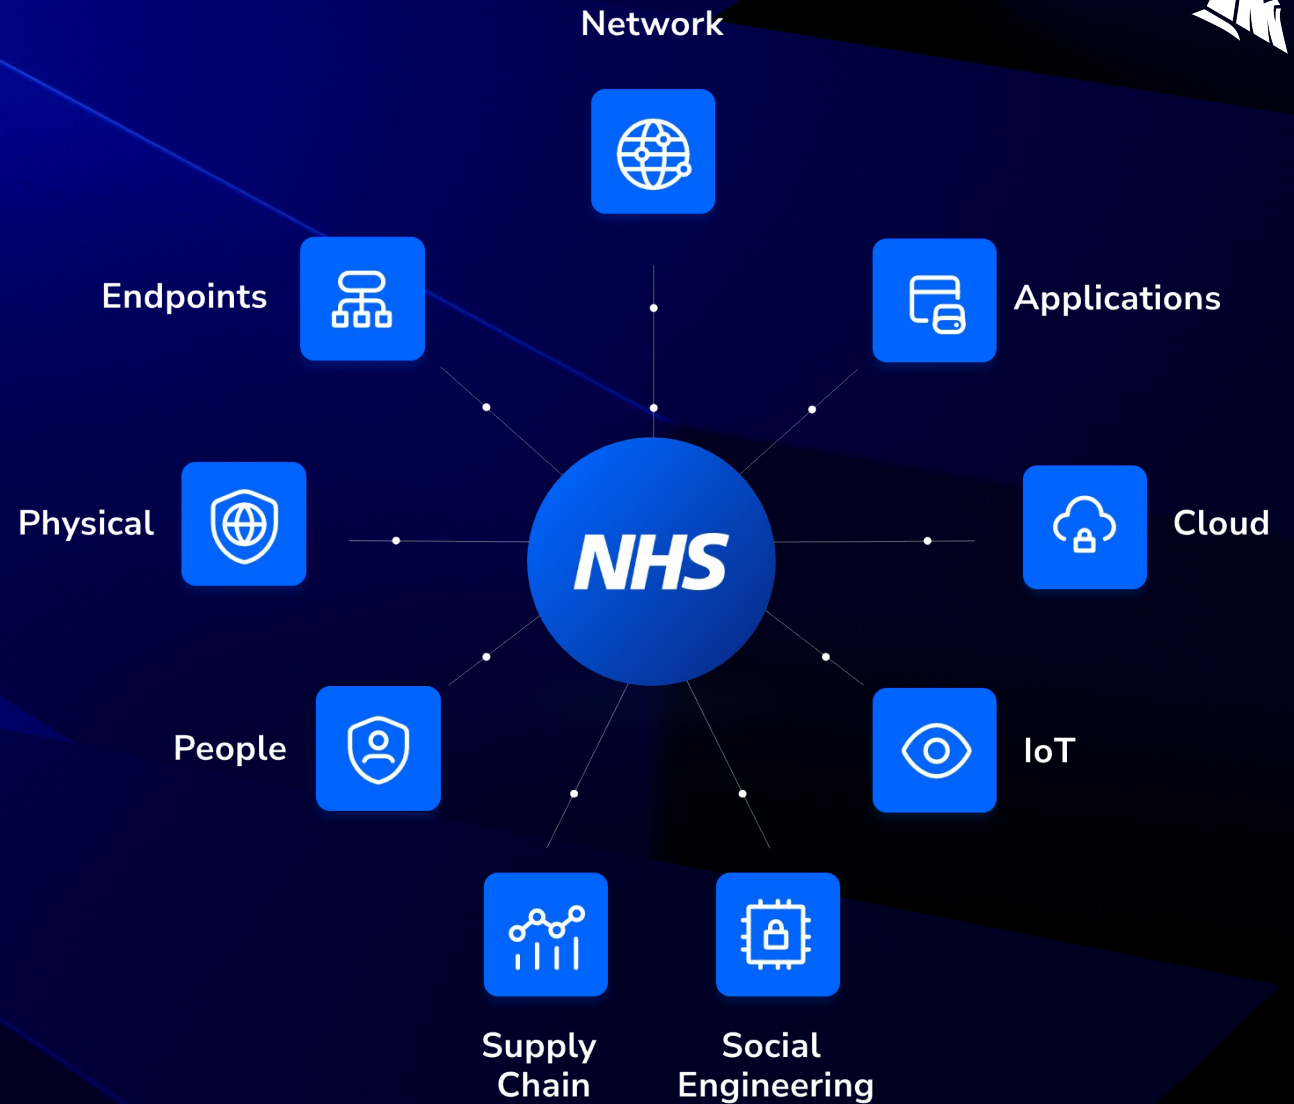 Network
Endpoints
Applications
Physical
NHS
Cloud
People
IoT
Supply
Chain
Social
Engineering